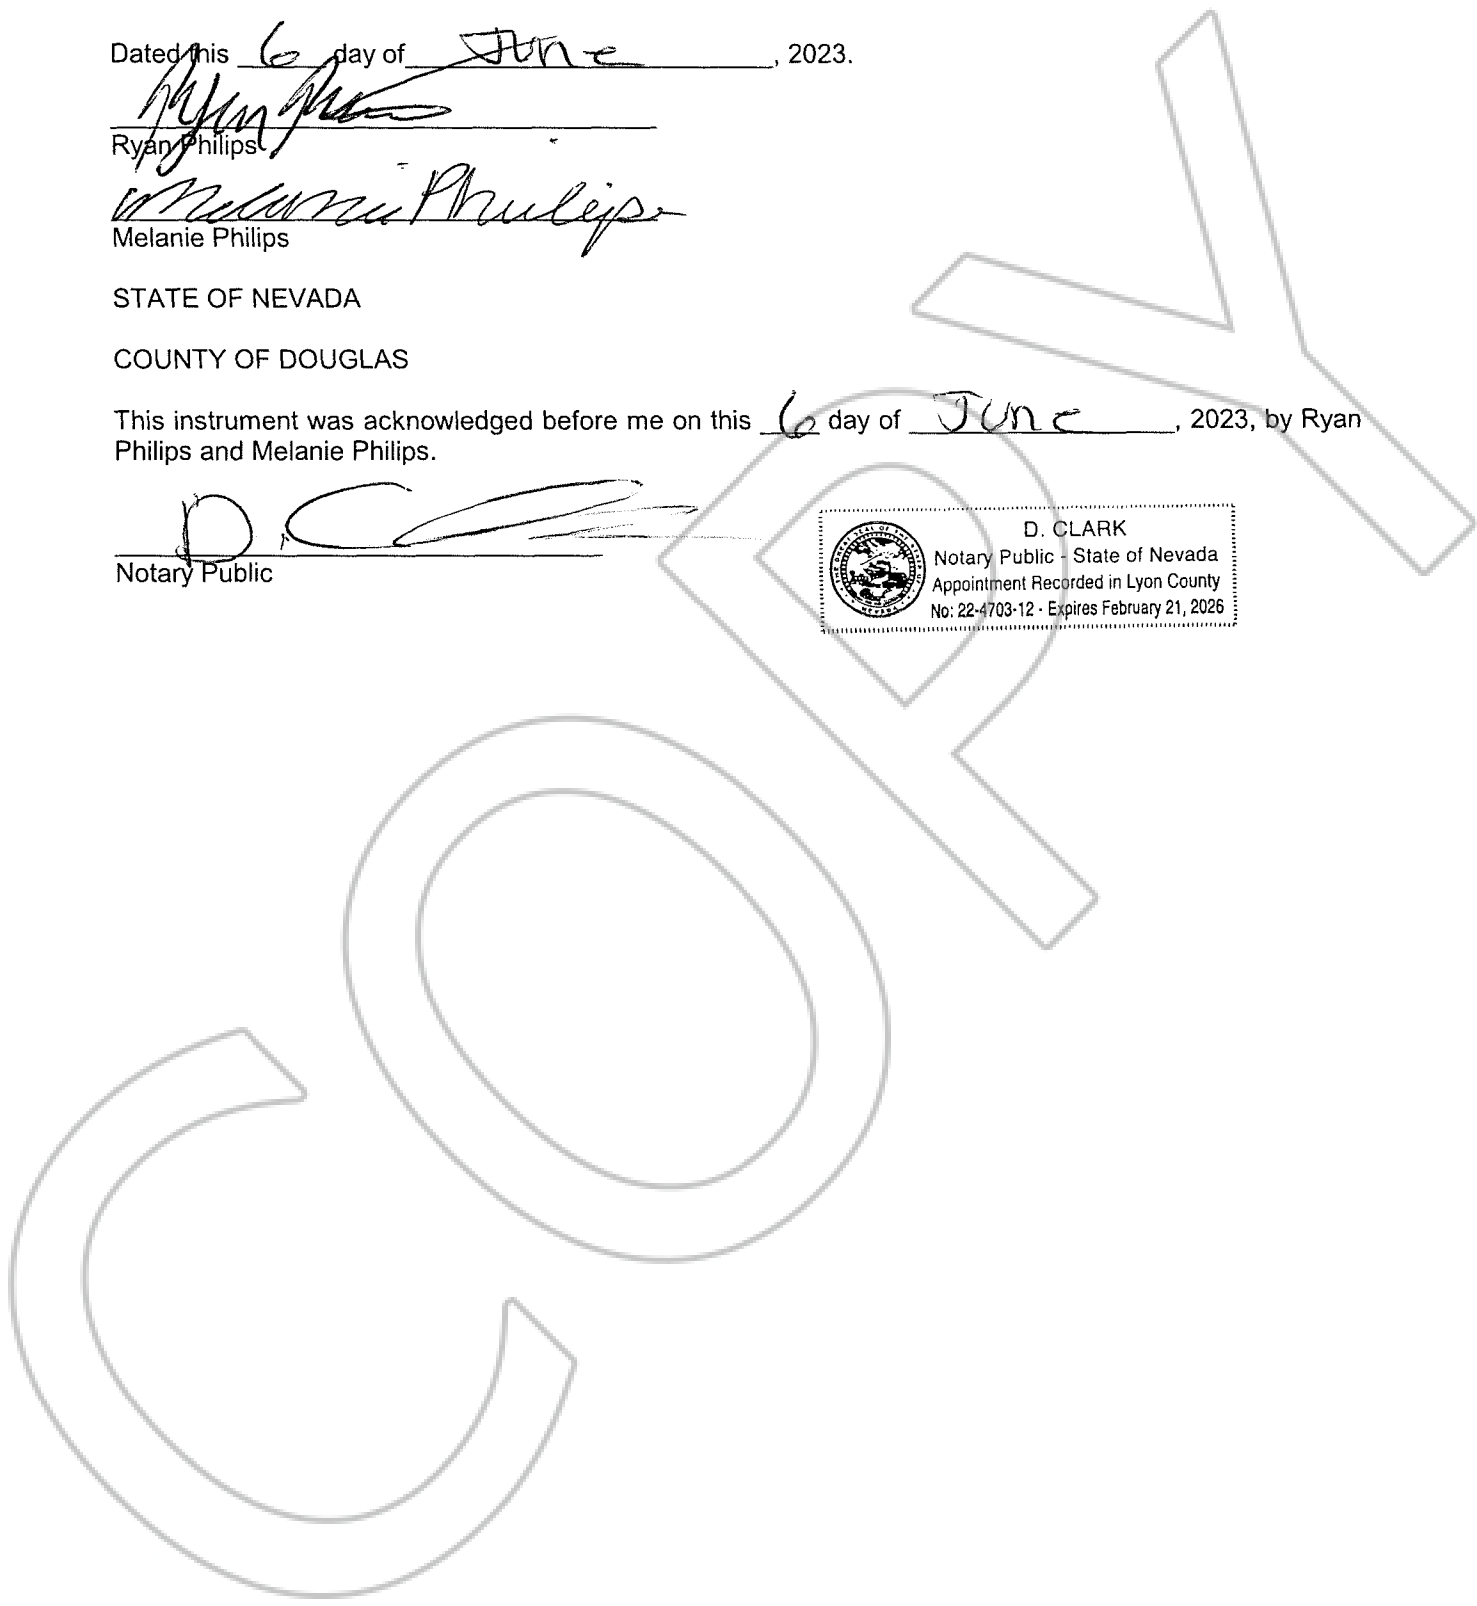 Dated this 6 day of June, 2023.
Ryan Philips
Melanie Philips
Melanie Philips
STATE OF NEVADA
COUNTY OF DOUGLAS
This instrument was acknowledged before me on this 6 day of June, 2023, by Ryan
Philips and Melanie Philips.
D. C
Notary Public
D. CLARK
Notary Public - State of Nevada
Appointment Recorded in Lyon County
No: 22-4703-12 - Expires February 21, 2026
COPY